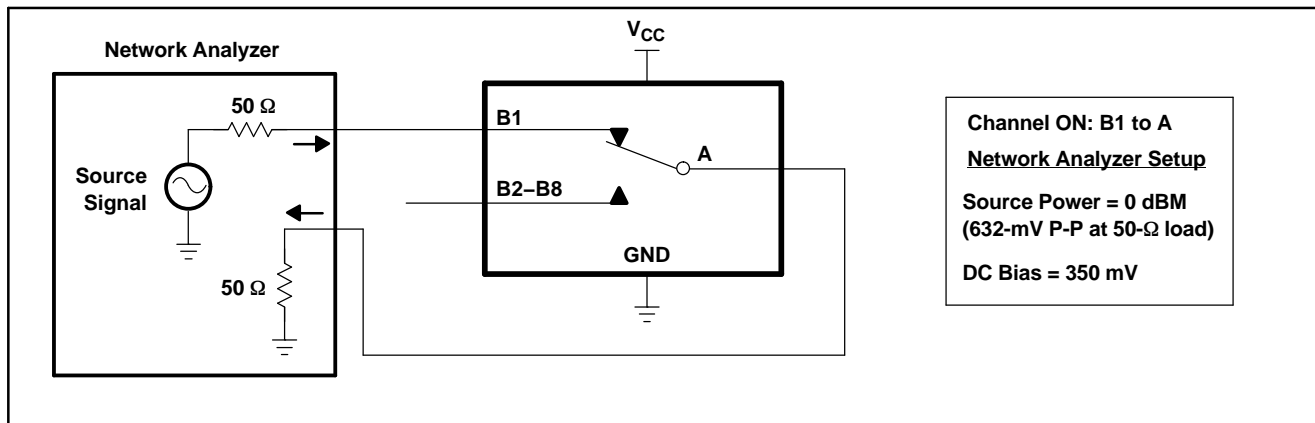 Network Analyzer
50 Ω
Source
Signal
50 Ω
V_CC
B1
A
B2–B8
GND
Channel ON: B1 to A
Network Analyzer Setup
Source Power = 0 dBM
(632-mV P-P at 50-Ω load)
DC Bias = 350 mV